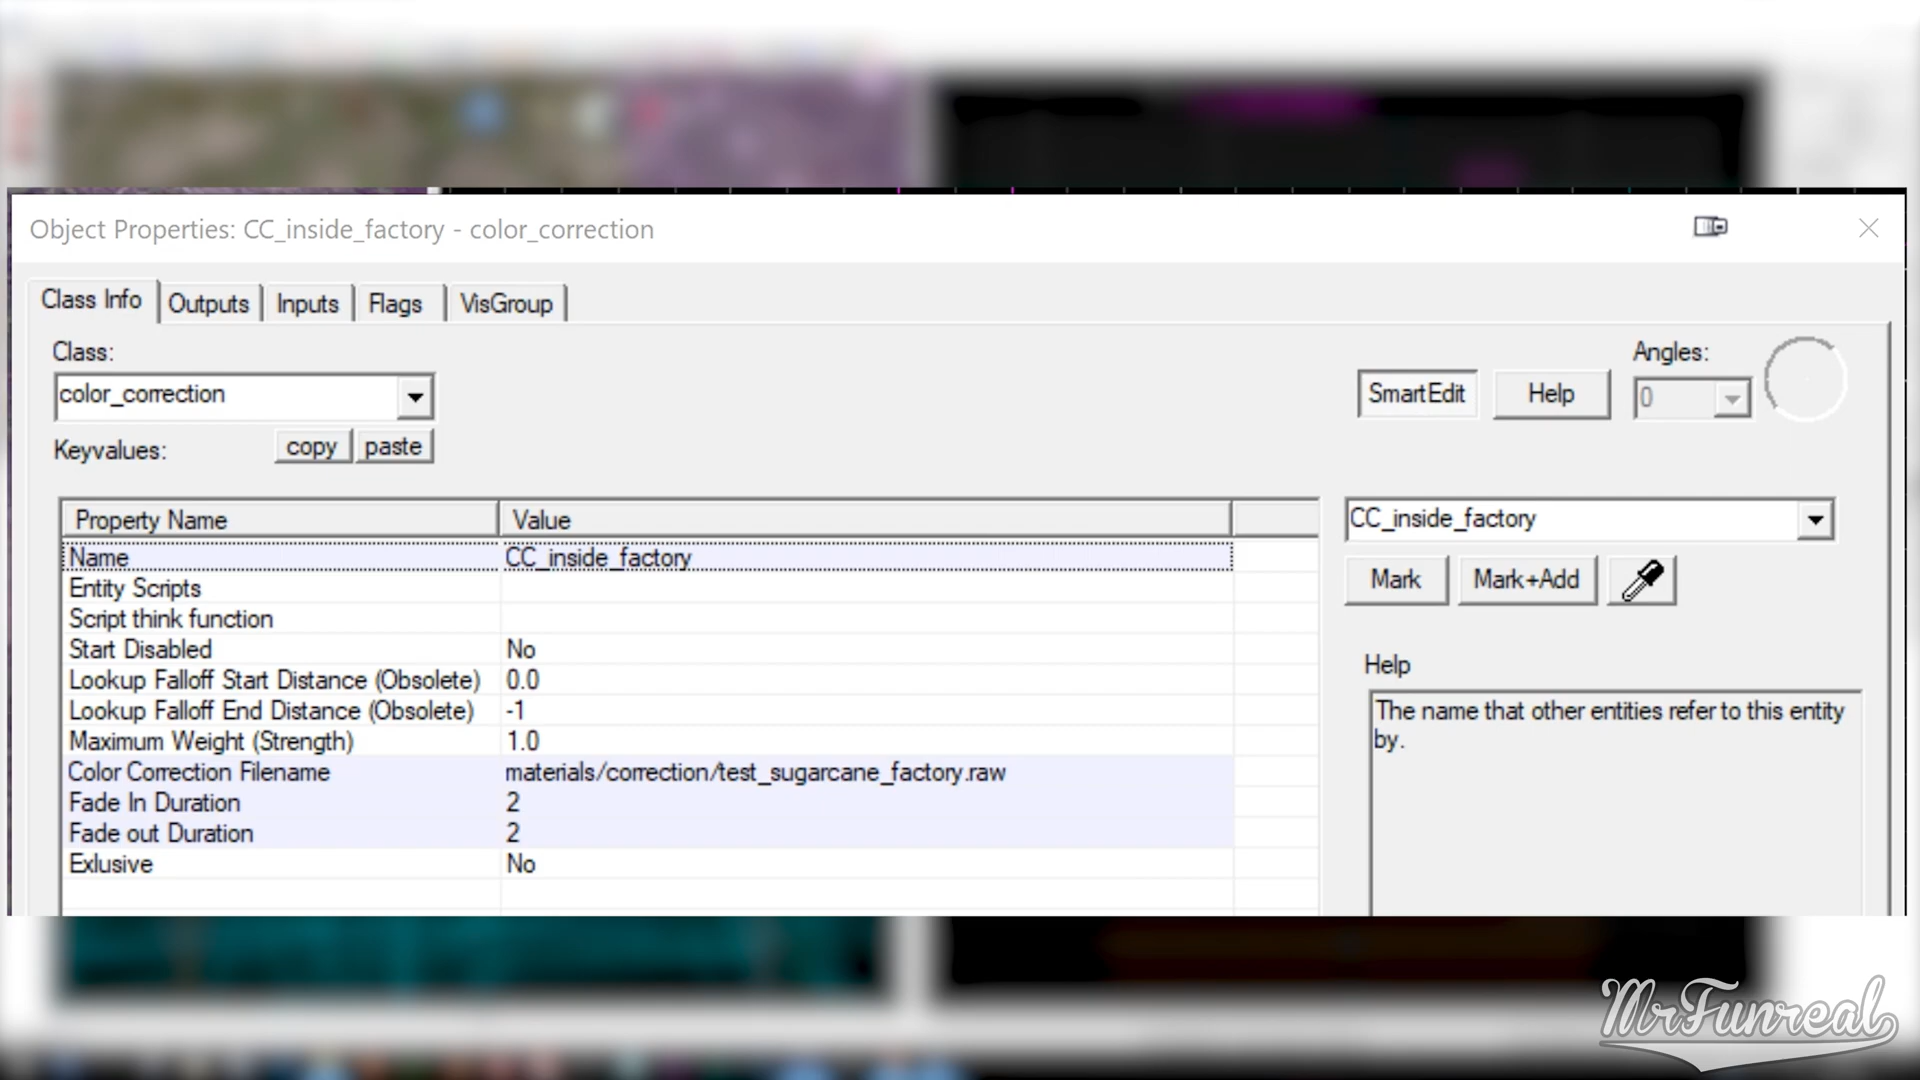 Object Properties: CC_inside_factory - color_correction
Class Info Outputs Inputs Flags VisGroup
Class:
color_correction
SmartEdit Help
Angles:
0
Keyvalues: copy paste
Property Name Value
Name CC_inside_factory
Entity Scripts
Script think function
Start Disabled No
Lookup Falloff Start Distance (Obsolete) 0.0
Lookup Falloff End Distance (Obsolete) -1
Maximum Weight (Strength) 1.0
Color Correction Filename materials/correction/test_sugarcane_factory.raw
Fade In Duration 2
Fade out Duration 2
Exlusive No
CC_inside_factory
Mark Mark+Add
Help
The name that other entities refer to this entity
by.
MrFunreal